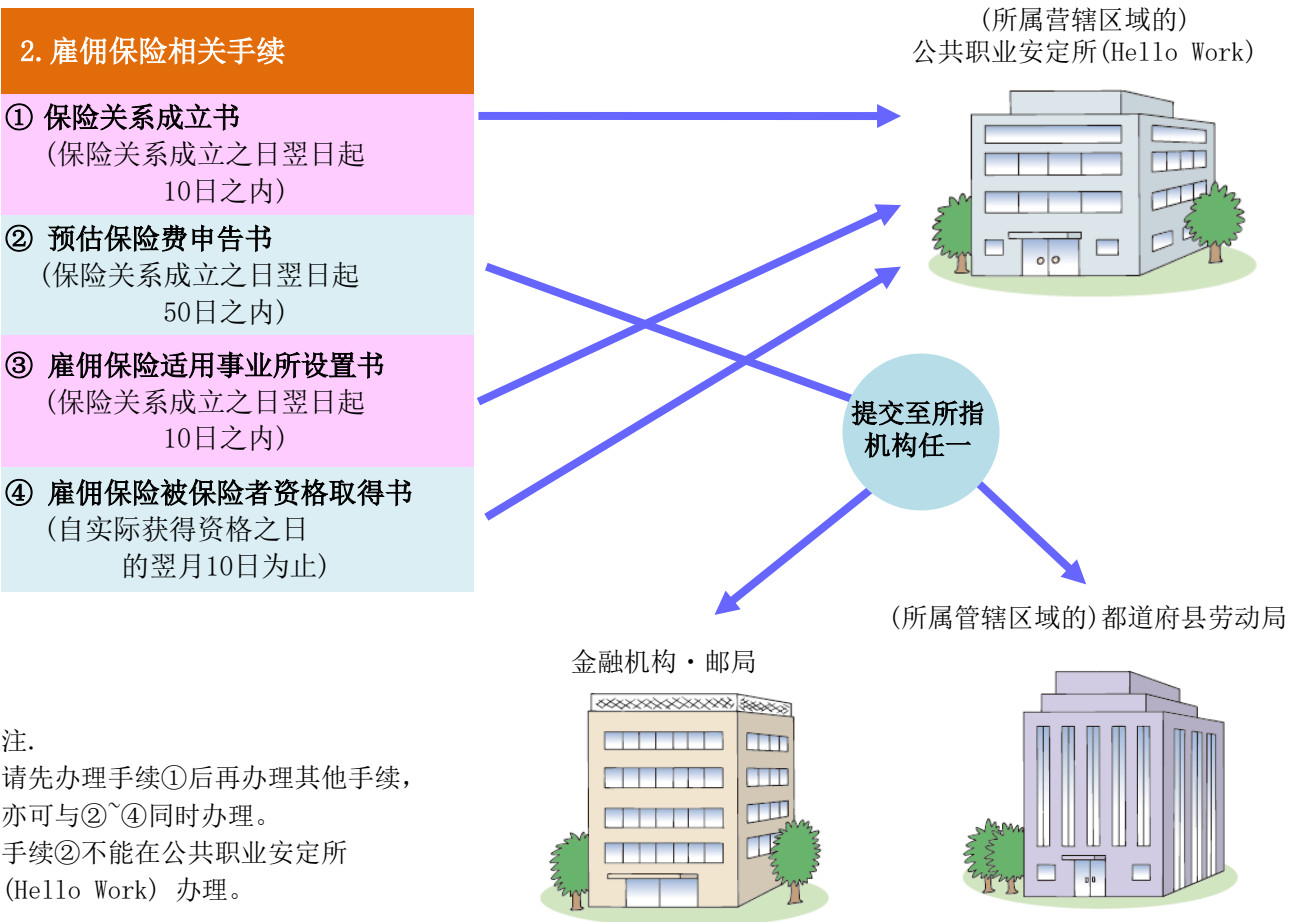 2.雇佣保险相关手续
① 保险关系成立书
(保险关系成立之日翌日起
10日之内)
② 预估保险费申告书
(保险关系成立之日翌日起
50日之内)
③ 雇佣保险适用事业所设置书
(保险关系成立之日翌日起
10日之内)
④ 雇佣保险被保险者资格取得书
(自实际获得资格之日
的翌月10日为止)
(所属营辖区域的)
公共职业安定所(Hello Work)
提交至所指
机构任一
(所属管辖区域的)都道府县劳动局
金融机构・邮局
注.
请先办理手续①后再办理其他手续,
亦可与②~④同时办理。
手续②不能在公共职业安定所
(Hello Work) 办理。